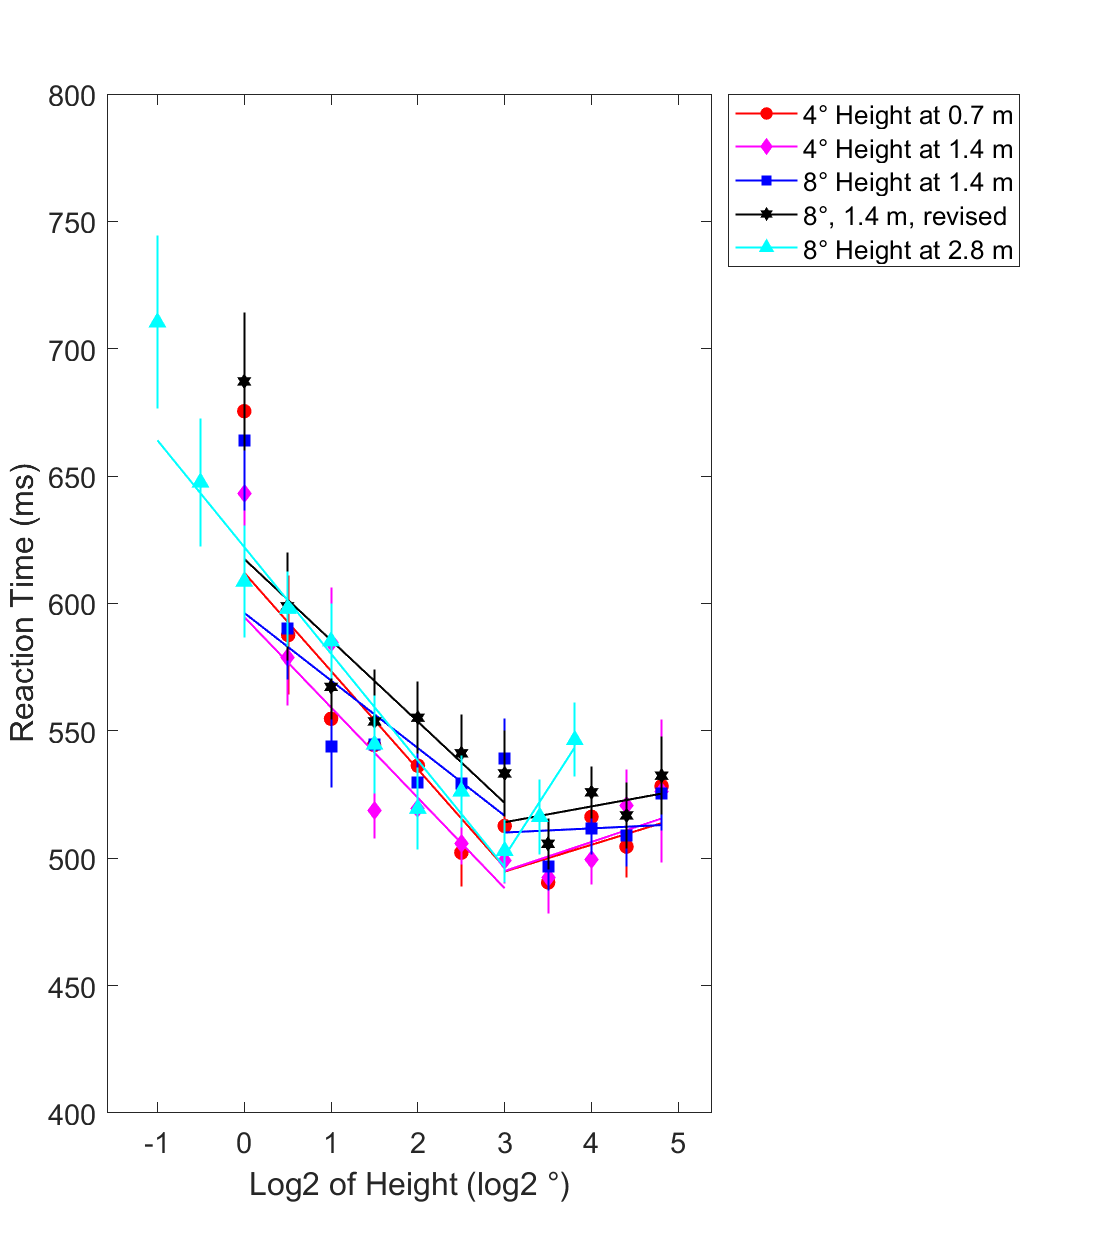 800
750
700
650
600
550
500
450
400
-1 0 1 2 3 4 5
Reaction Time (ms)
Log2 of Height (log2 °)
4° Height at 0.7 m
4° Height at 1.4 m
8° Height at 1.4 m
8°, 1.4 m, revised
8° Height at 2.8 m